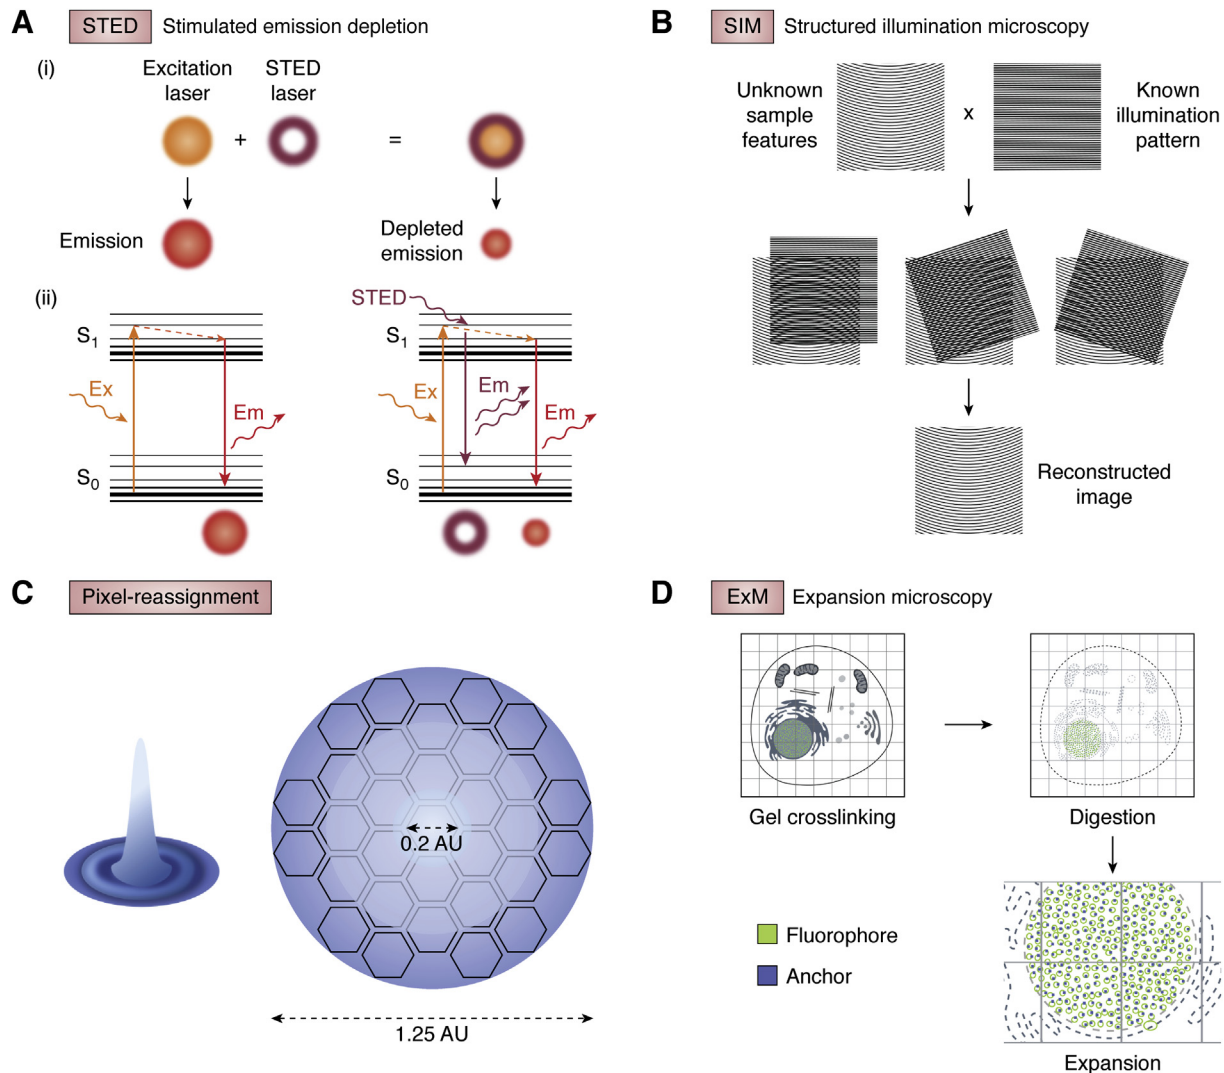 A STED Stimulated emission depletion
(i)
Excitation
laser
STED
laser
+
=
Emission
Depleted
emission
(ii)
STED
S1
Ex
Em
S0
S1
Ex
Em
Em
S0
B SIM Structured illumination microscopy
Unknown
sample
features
x
Known
illumination
pattern
Reconstructed
image
C Pixel-reassignment
0.2 AU
1.25 AU
D ExM Expansion microscopy
Gel crosslinking
Digestion
Fluorophore
Anchor
Expansion